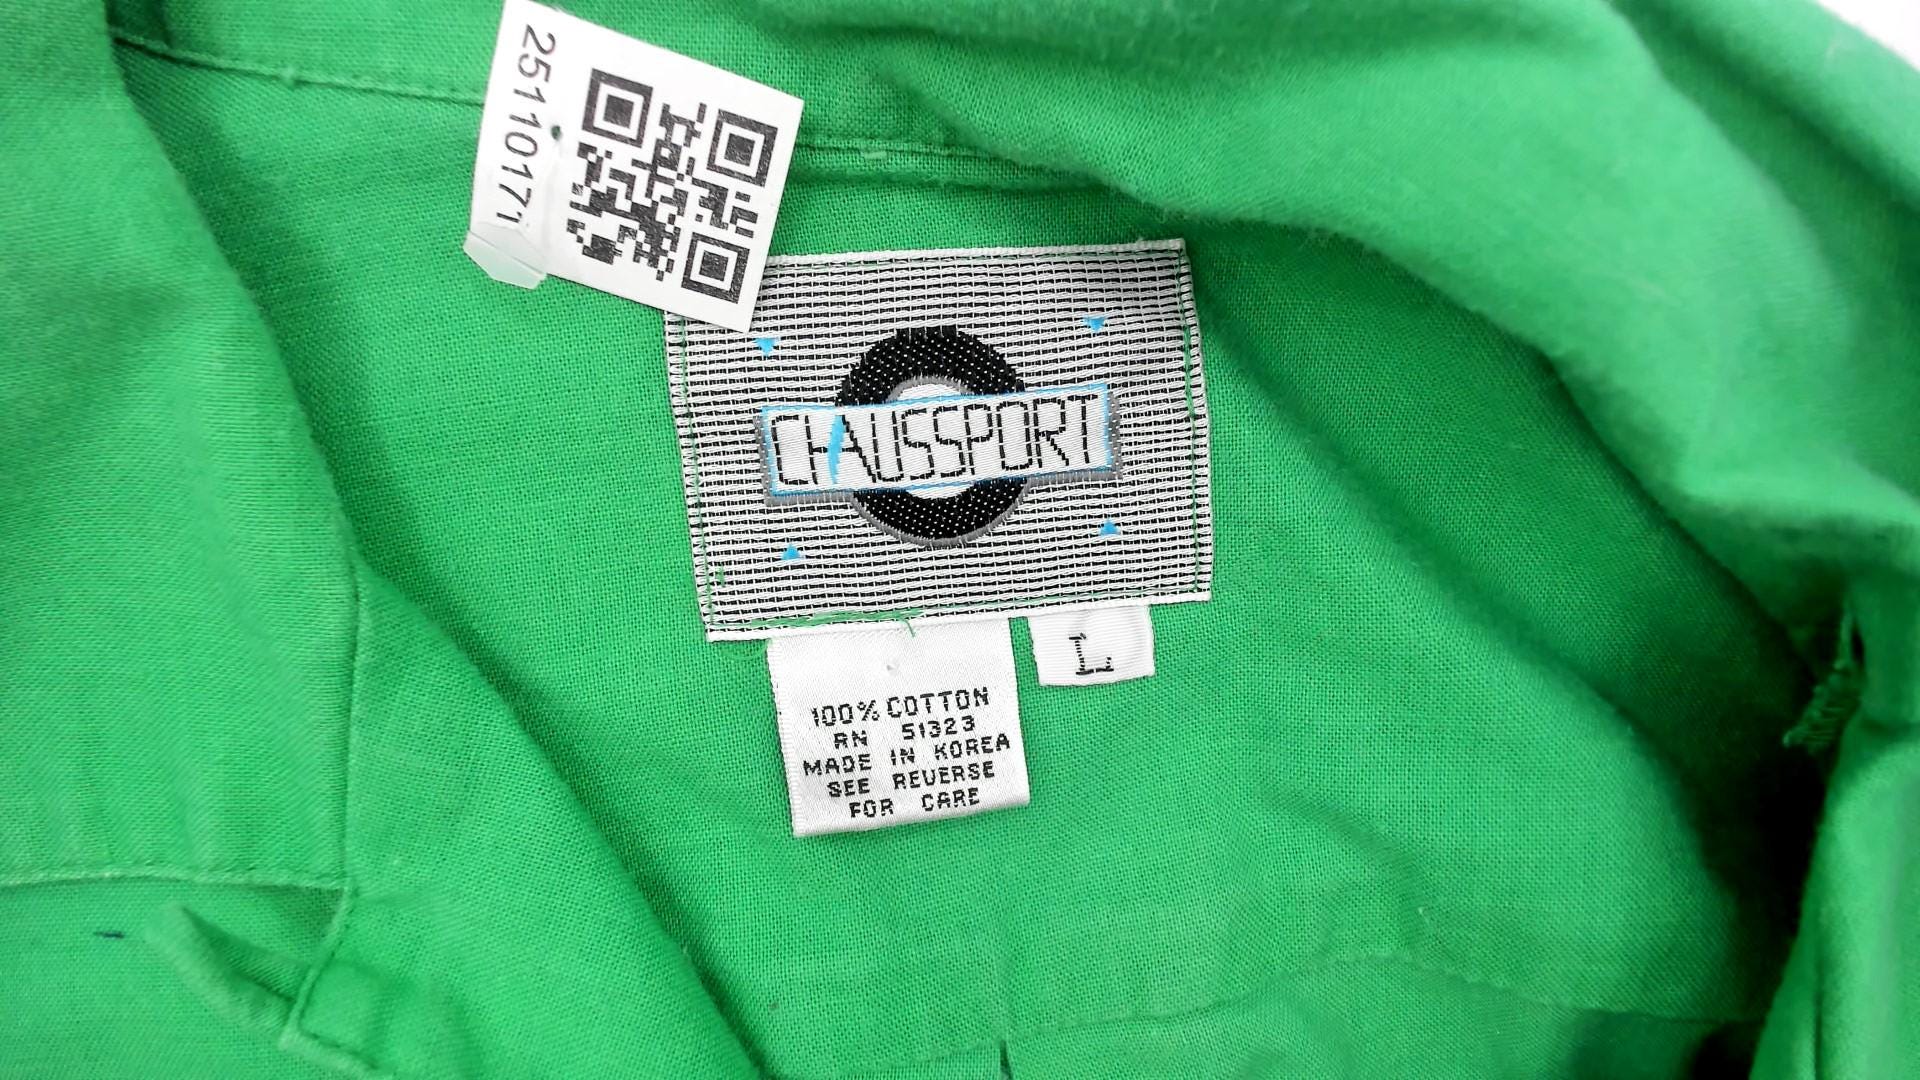 25110171
CHAUSSPORT
L
100% COTTON
RN 51323
MADE IN KOREA
SEE REVERSE
FOR CARE